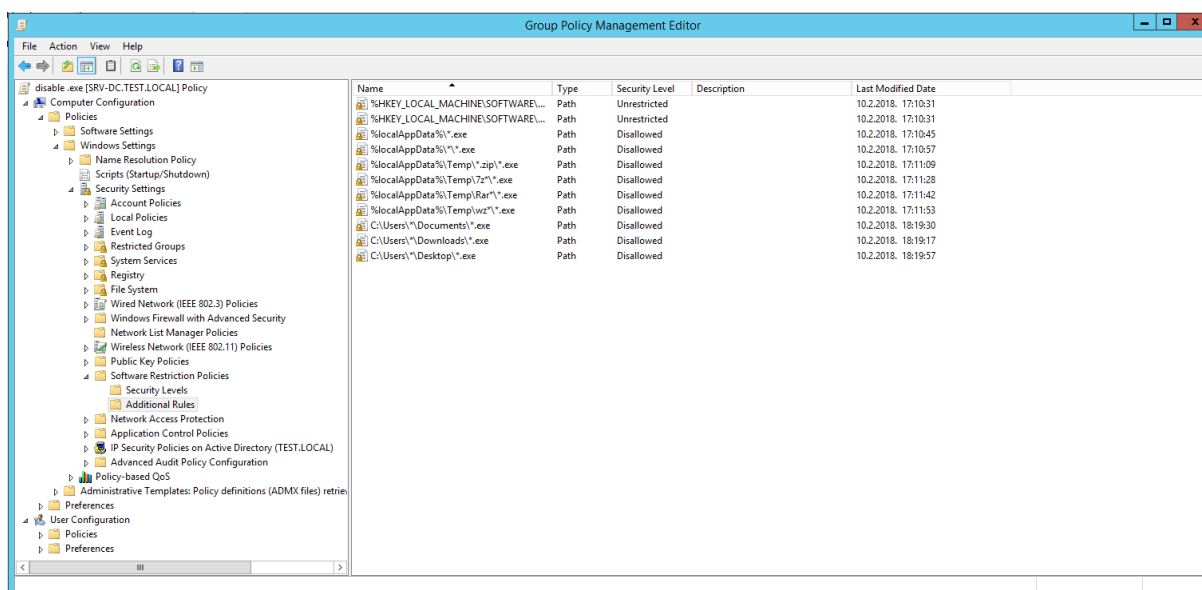 Group Policy Management Editor
File Action View Help
disable .exe [SRV-DC.TEST.LOCAL] Policy
Computer Configuration
Policies
Software Settings
Windows Settings
Name Resolution Policy
Scripts (Startup/Shutdown)
Security Settings
Account Policies
Local Policies
Event Log
Restricted Groups
System Services
Registry
File System
Wired Network (IEEE 802.3) Policies
Windows Firewall with Advanced Security
Network List Manager Policies
Wireless Network (IEEE 802.11) Policies
Public Key Policies
Software Restriction Policies
Security Levels
Additional Rules
Network Access Protection
Application Control Policies
IP Security Policies on Active Directory (TEST.LOCAL)
Advanced Audit Policy Configuration
Policy-based QoS
Administrative Templates: Policy definitions (ADMX files) retriev
Preferences
User Configuration
Policies
Preferences
Name Type Security Level Description Last Modified Date
%HKEY_LOCAL_MACHINE\SOFTWARE\... Path Unrestricted 10.2.2018. 17:10:31
%HKEY_LOCAL_MACHINE\SOFTWARE\... Path Unrestricted 10.2.2018. 17:10:31
%localAppData%\*.exe Path Disallowed 10.2.2018. 17:10:45
%localAppData%\*\*.exe Path Disallowed 10.2.2018. 17:10:57
%localAppData%\Temp\*.zip\*.exe Path Disallowed 10.2.2018. 17:11:09
%localAppData%\Temp\7z*\*.exe Path Disallowed 10.2.2018. 17:11:28
%localAppData%\Temp\Rar*\*.exe Path Disallowed 10.2.2018. 17:11:42
%localAppData%\Temp\wz*\*.exe Path Disallowed 10.2.2018. 17:11:53
C:\Users\*\Documents\*.exe Path Disallowed 10.2.2018. 18:19:30
C:\Users\*\Downloads\*.exe Path Disallowed 10.2.2018. 18:19:17
C:\Users\*\Desktop\*.exe Path Disallowed 10.2.2018. 18:19:57